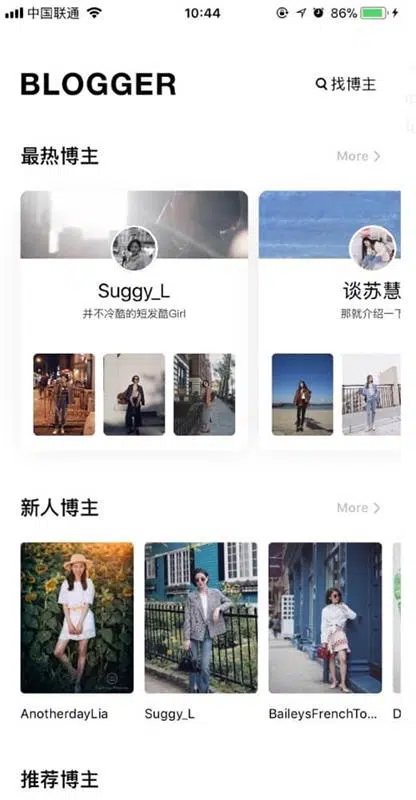 中国联通
10:44
86%
BLOGGER
找博主
最热博主
More
Suggy_L
并不冷酷的短发酷Girl
谈苏慧
那就介绍一下
新人博主
More
AnotherdayLia
Suggy_L
BaileysFrenchTo...
D
推荐博主